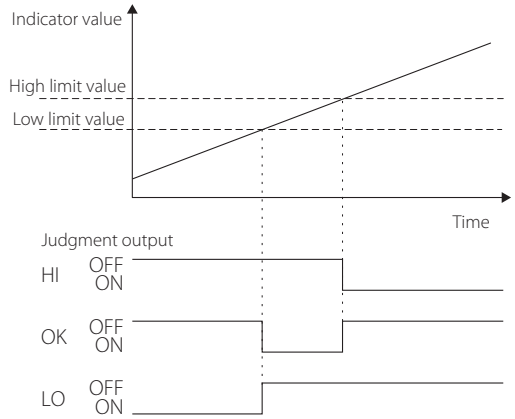 Indicator value
High limit value
Low limit value
Time
Judgment output
HI OFF
ON
OK OFF
ON
LO OFF
ON